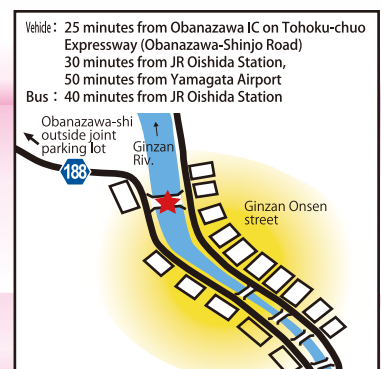 Vehicle : 25 minutes from Obanazawa IC on Tohoku-chuo
Expressway (Obanazawa-Shinjo Road)
30 minutes from JR Oishida Station,
50 minutes from Yamagata Airport
Bus : 40 minutes from JR Oishida Station
Obanazawa-shi
outside joint
parking lot
Ginzan
Riv.
188
Ginzan Onsen
street